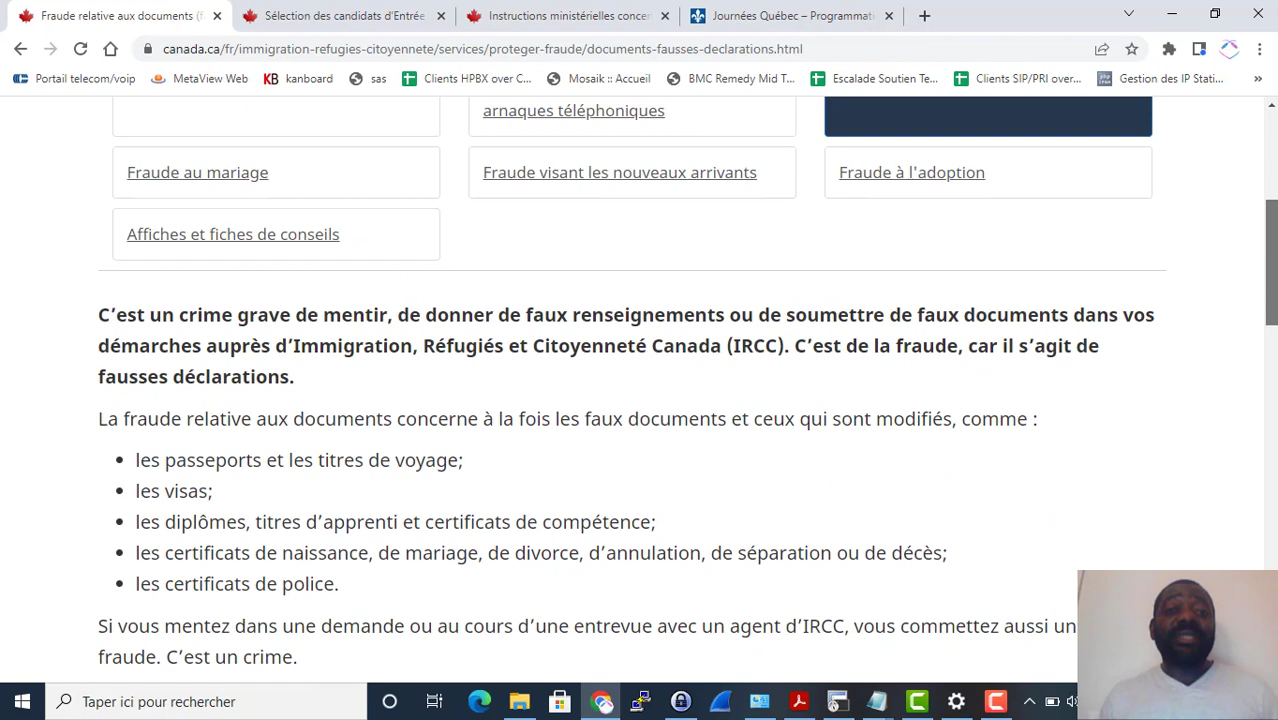 Fraude relative aux documents (f
Sélection des candidats d'Entrée
Instructions ministérielles concer
Journées Québec – Programmat
canada.ca/fr/immigration-refugies-citoyennete/services/proteger-fraude/documents-fausses-declarations.html
Portail telecom/voip
MetaView Web
KB kanboard
sas
Clients HPBX over C...
Mosaik :: Accueil
BMC Remedy Mid T...
Escalade Soutien Te...
Clients SIP/PRI over...
Gestion des IP Stati...
arnaques téléphoniques
Fraude au mariage
Fraude visant les nouveaux arrivants
Fraude à l'adoption
Affiches et fiches de conseils
C’est un crime grave de mentir, de donner de faux renseignements ou de soumettre de faux documents dans vos
démarches auprès d’Immigration, Réfugiés et Citoyenneté Canada (IRCC). C’est de la fraude, car il s’agit de
fausses déclarations.
La fraude relative aux documents concerne à la fois les faux documents et ceux qui sont modifiés, comme :
les passeports et les titres de voyage;
les visas;
les diplômes, titres d’apprenti et certificats de compétence;
les certificats de naissance, de mariage, de divorce, d’annulation, de séparation ou de décès;
les certificats de police.
Si vous mentez dans une demande ou au cours d’une entrevue avec un agent d’IRCC, vous commettez aussi un
fraude. C’est un crime.
Taper ici pour rechercher